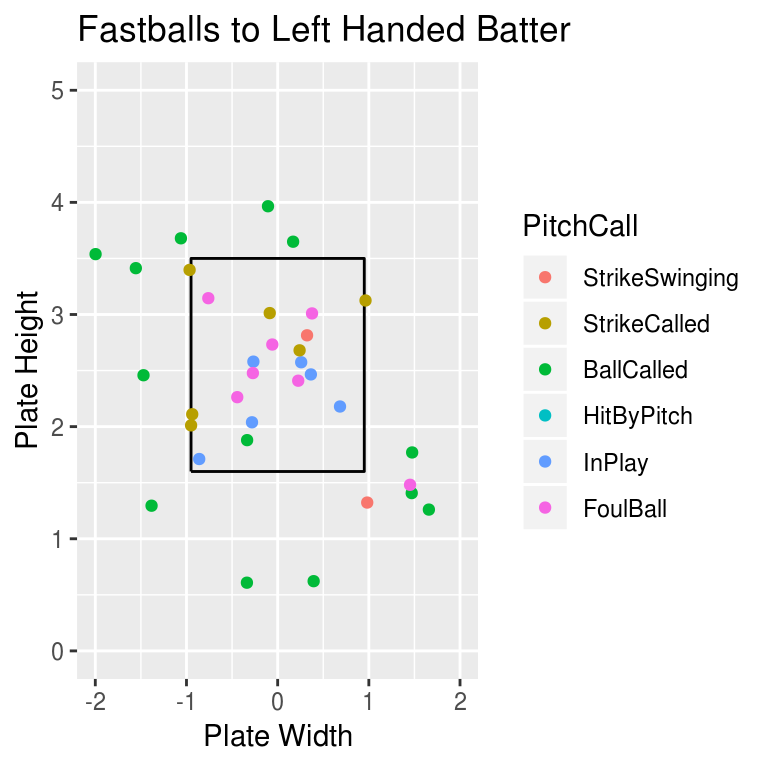 Fastballs to Left Handed Batter
5
4
3
2
1
0
Plate Height
-2 -1 0 1 2
Plate Width
PitchCall
StrikeSwinging
StrikeCalled
BallCalled
HitByPitch
InPlay
FoulBall